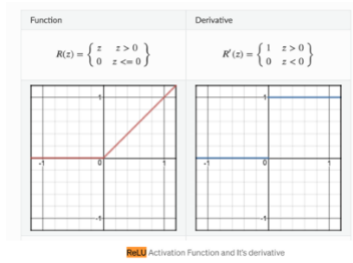 Function Derivative
R(z) = { z z > 0 } R'(z) = { 1 z > 0 }
{ 0 z <= 0 } { 0 z < 0 }
1 1
-1 0 1 -1 0 1
-1 -1
ReLU Activation Function and It's derivative